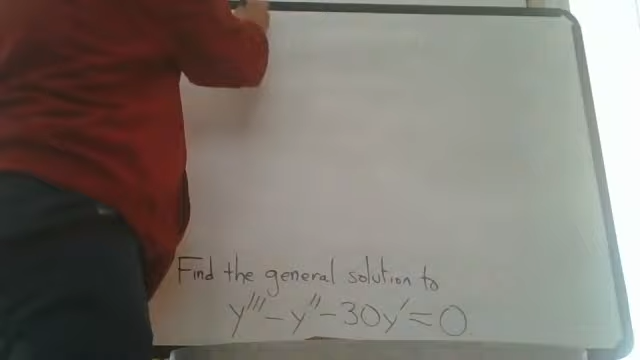 Find the general solution to
y''' - y'' - 30y' = 0